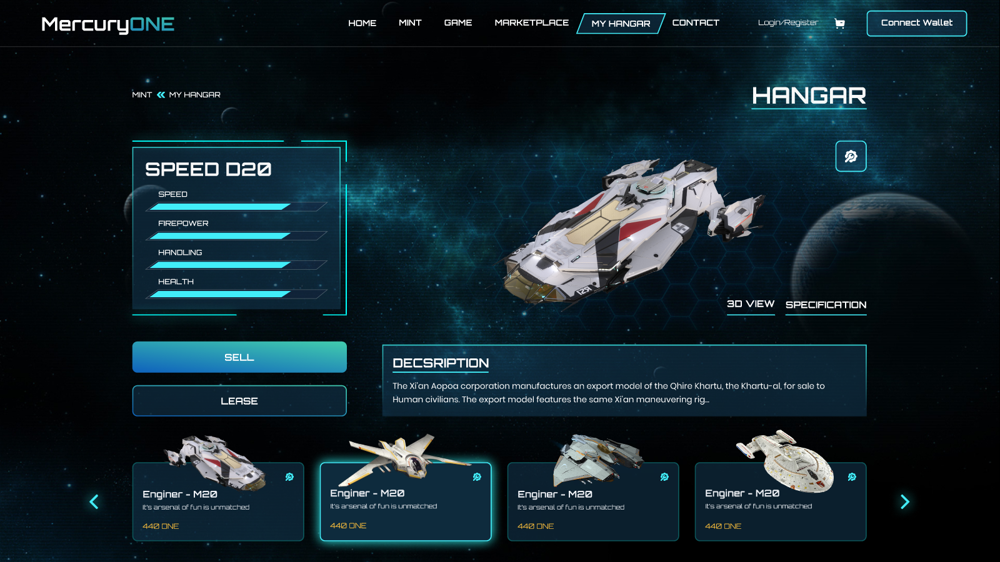 MercuryONE
HOME MINT GAME MARKETPLACE MY HANGAR CONTACT Login/Register Connect Wallet
MINT MY HANGAR
HANGAR
SPEED D20
SPEED
FIREPOWER
HANDLING
HEALTH
3D VIEW SPECIFICATION
SELL
LEASE
DECSRIPTION
The Xi'an Aopoa corporation manufactures an export model of the Qhire Khartu, the Khartu-al, for sale to
Human civilians. The export model features the same Xi'an maneuvering rig...
Enginer - M20
It's arsenal of fun is unmatched
440 ONE
Enginer - M20
It's arsenal of fun is unmatched
440 ONE
Enginer - M20
It's arsenal of fun is unmatched
440 ONE
Enginer - M20
It's arsenal of fun is unmatched
440 ONE